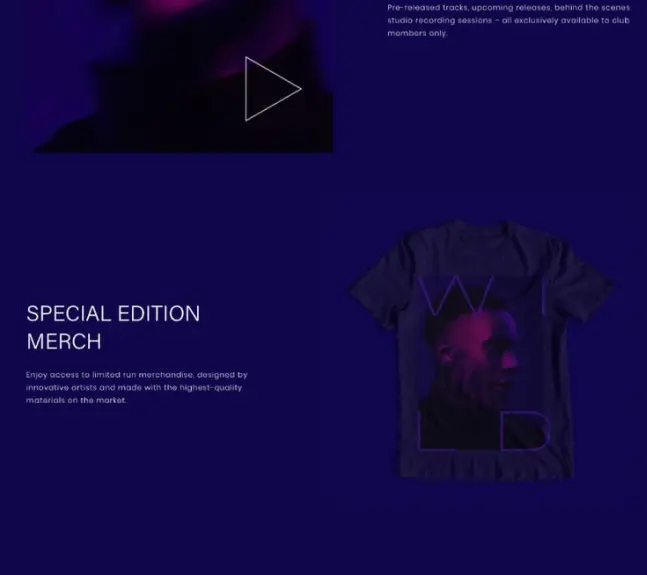 Pre-released tracks, upcoming releases, behind the scenes
studio recording sessions – all exclusively available to club
members only.
SPECIAL EDITION
MERCH
Enjoy access to limited run merchandise, designed by
innovative artists and made with the highest-quality
materials on the market.
W I
L D